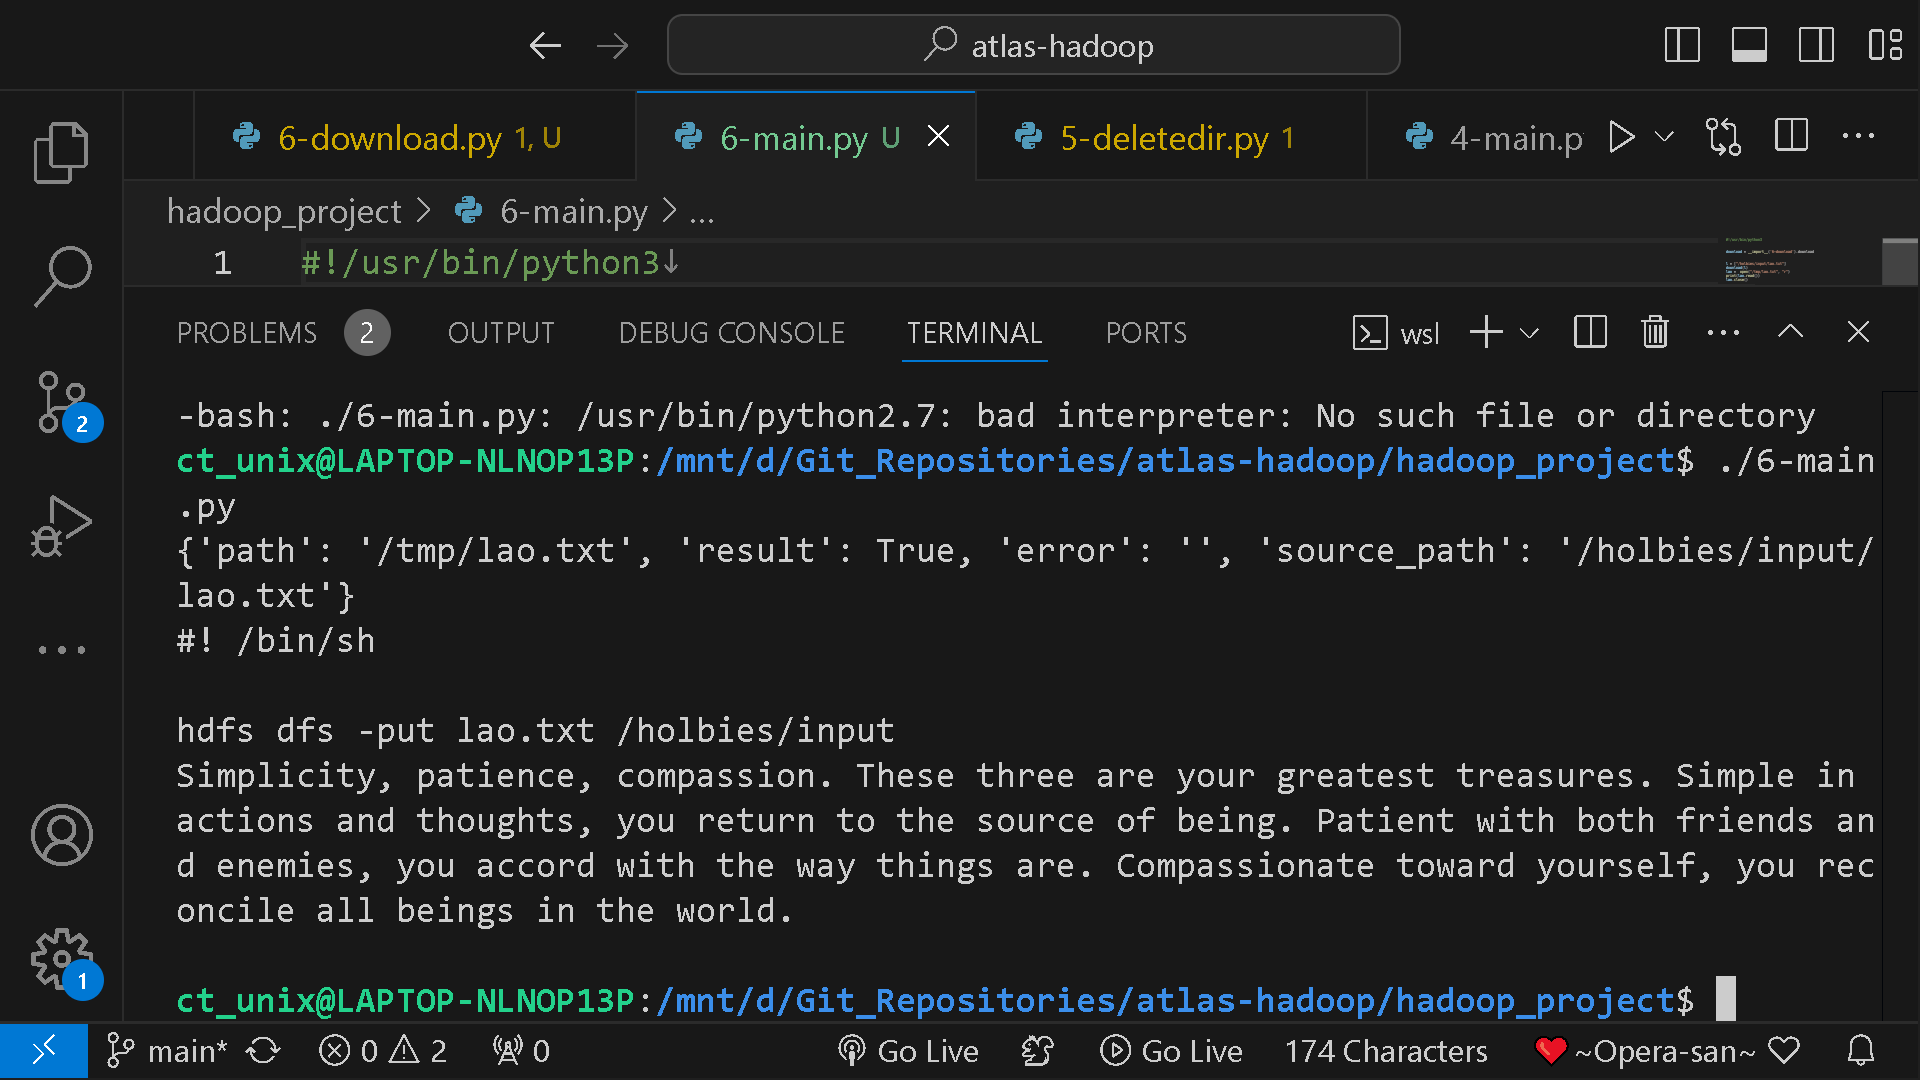 atlas-hadoop
6-download.py 1, U
6-main.py U
5-deletedir.py 1
4-main.p
hadoop_project > 6-main.py > ...
1 #!/usr/bin/python3↓
PROBLEMS 2 OUTPUT DEBUG CONSOLE TERMINAL PORTS wsl
-bash: ./6-main.py: /usr/bin/python2.7: bad interpreter: No such file or directory
ct_unix@LAPTOP-NLNOP13P:/mnt/d/Git_Repositories/atlas-hadoop/hadoop_project$ ./6-main
.py
{'path': '/tmp/lao.txt', 'result': True, 'error': '', 'source_path': '/holbies/input/
lao.txt'}
#! /bin/sh
hdfs dfs -put lao.txt /holbies/input
Simplicity, patience, compassion. These three are your greatest treasures. Simple in
actions and thoughts, you return to the source of being. Patient with both friends an
d enemies, you accord with the way things are. Compassionate toward yourself, you rec
oncile all beings in the world.
ct_unix@LAPTOP-NLNOP13P:/mnt/d/Git_Repositories/atlas-hadoop/hadoop_project$
2
1
main* 0 2 0 Go Live Go Live 174 Characters ~Opera-san~